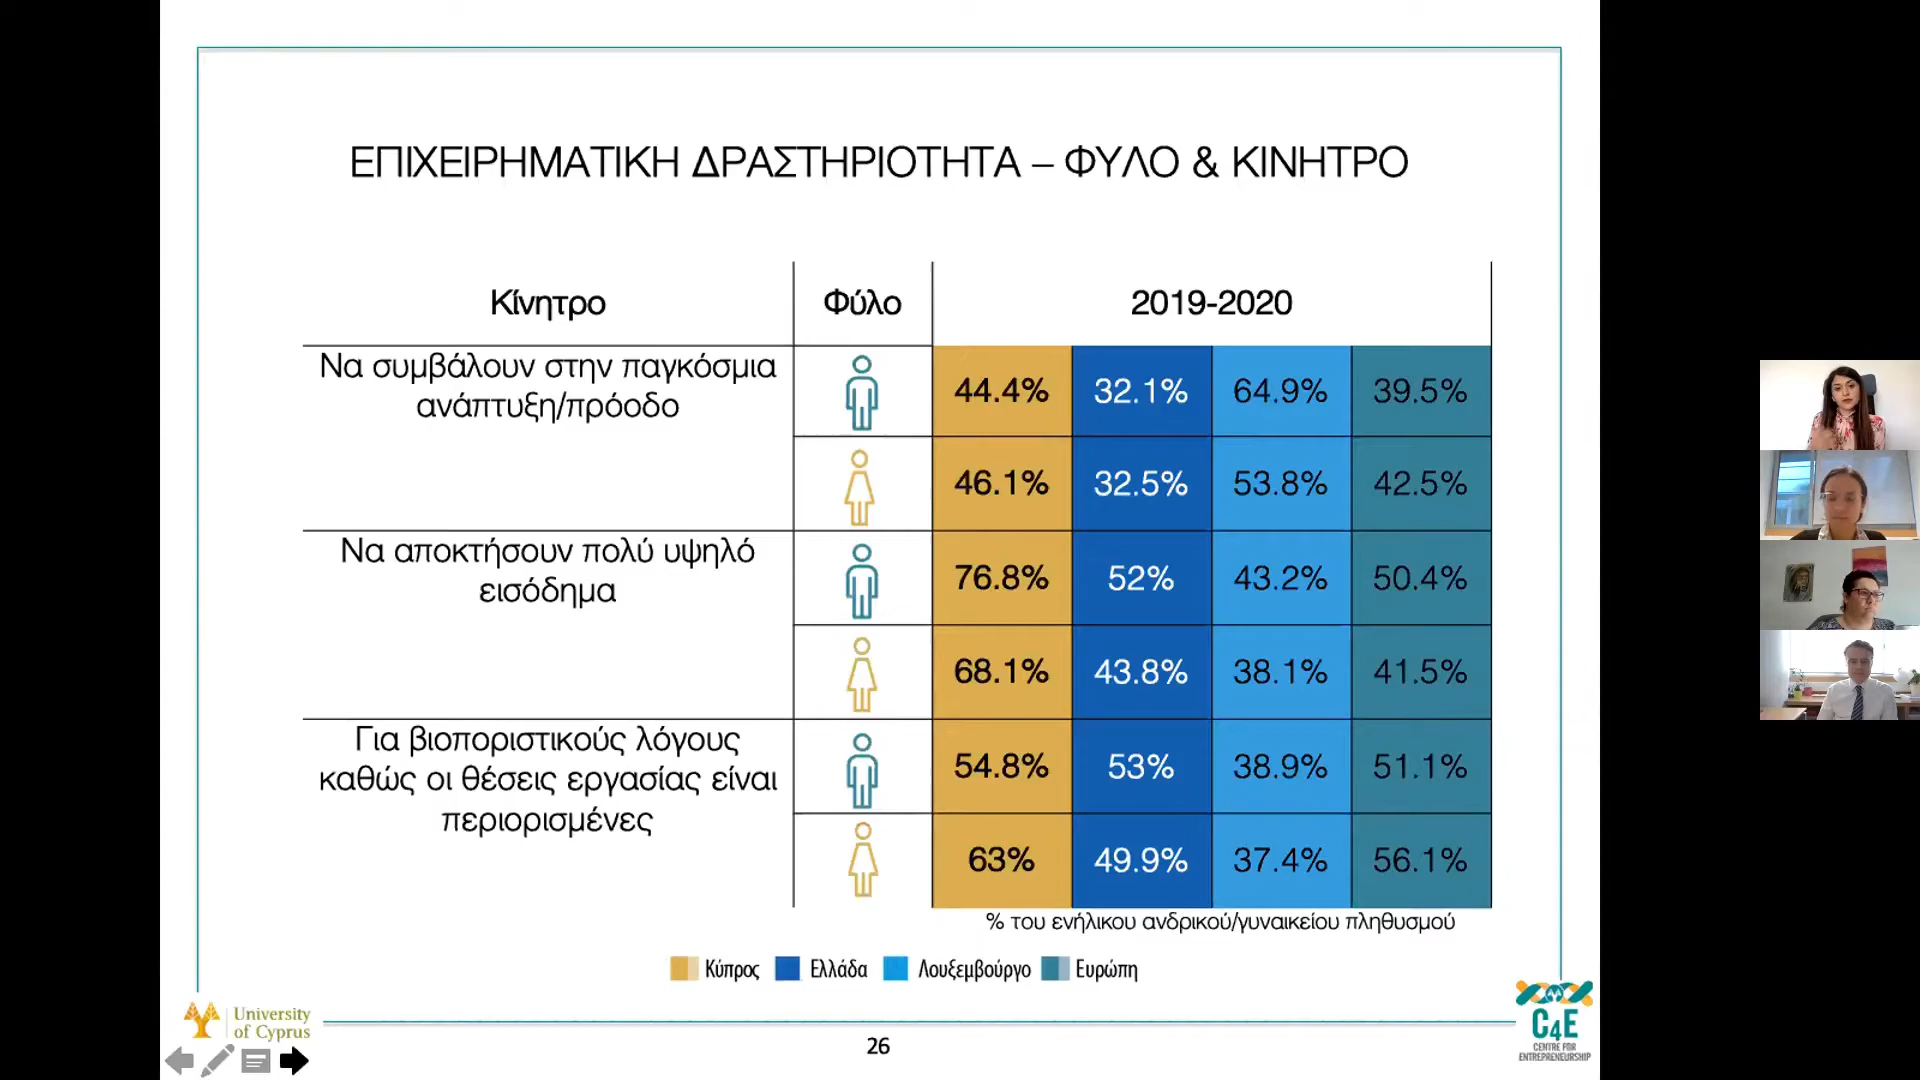 ΕΠΙΧΕΙΡΗΜΑΤΙΚΗ ΔΡΑΣΤΗΡΙΟΤΗΤΑ – ΦΥΛΟ & ΚΙΝΗΤΡΟ
Κίνητρο Φύλο 2019-2020
Να συμβάλουν στην παγκόσμια
ανάπτυξη/πρόοδο
44.4% 32.1% 64.9% 39.5%
46.1% 32.5% 53.8% 42.5%
Να αποκτήσουν πολύ υψηλό
εισόδημα
76.8% 52% 43.2% 50.4%
68.1% 43.8% 38.1% 41.5%
Για βιοποριστικούς λόγους
καθώς οι θέσεις εργασίας είναι
περιορισμένες
54.8% 53% 38.9% 51.1%
63% 49.9% 37.4% 56.1%
% του ενήλικου ανδρικού/γυναικείου πληθυσμού
Κύπρος Ελλάδα Λουξεμβούργο Ευρώπη
University
of Cyprus
26
C4E
CENTRE FOR
ENTREPRENEURSHIP